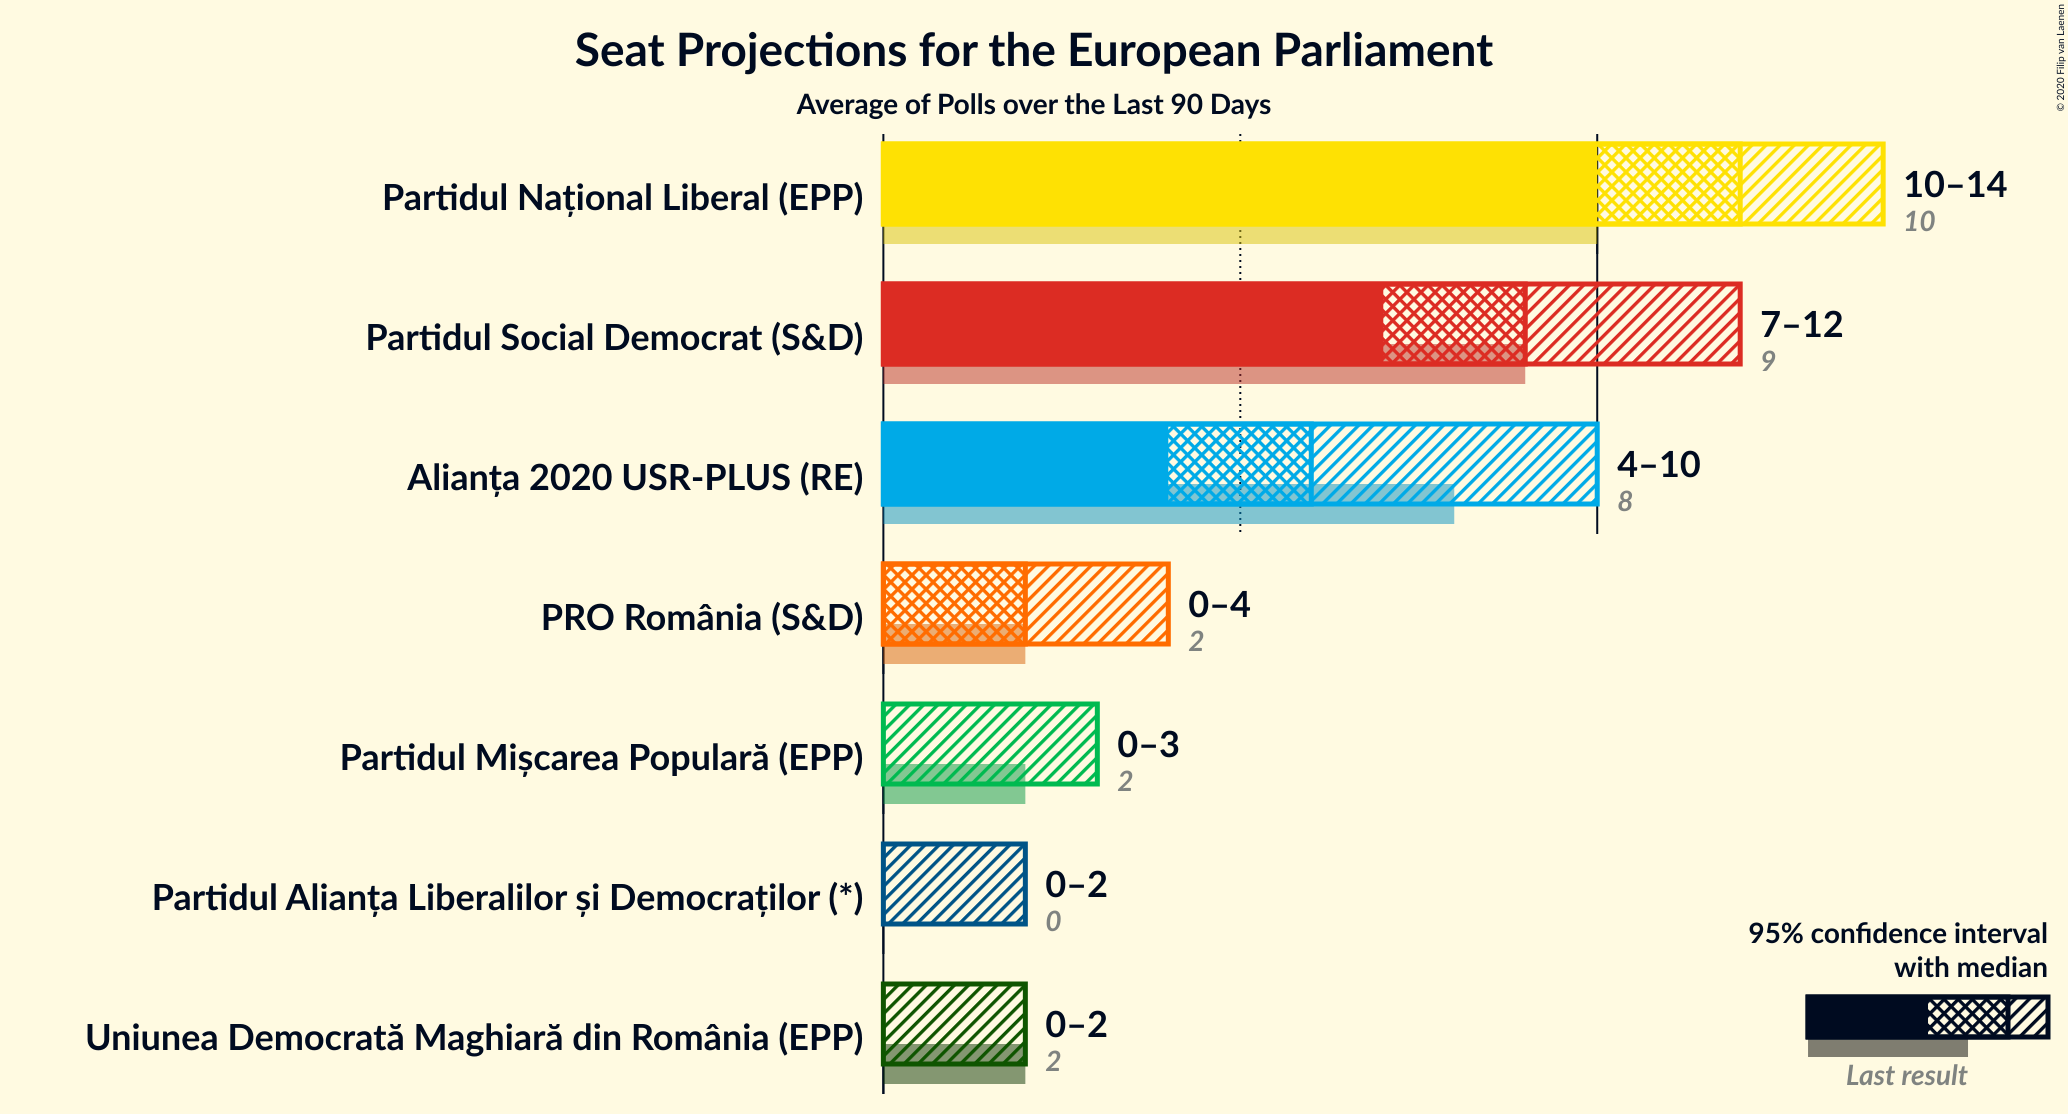 Seat Projections for the European Parliament
Average of Polls over the Last 90 Days
© 2020 Filip van Laenen
Partidul Național Liberal (EPP)
10–14
10
Partidul Social Democrat (S&D)
7–12
9
Alianța 2020 USR-PLUS (RE)
4–10
8
PRO România (S&D)
0–4
2
Partidul Mișcarea Populară (EPP)
0–3
2
Partidul Alianța Liberalilor și Democraților (*)
0–2
0
Uniunea Democrată Maghiară din România (EPP)
0–2
2
95% confidence interval
with median
Last result